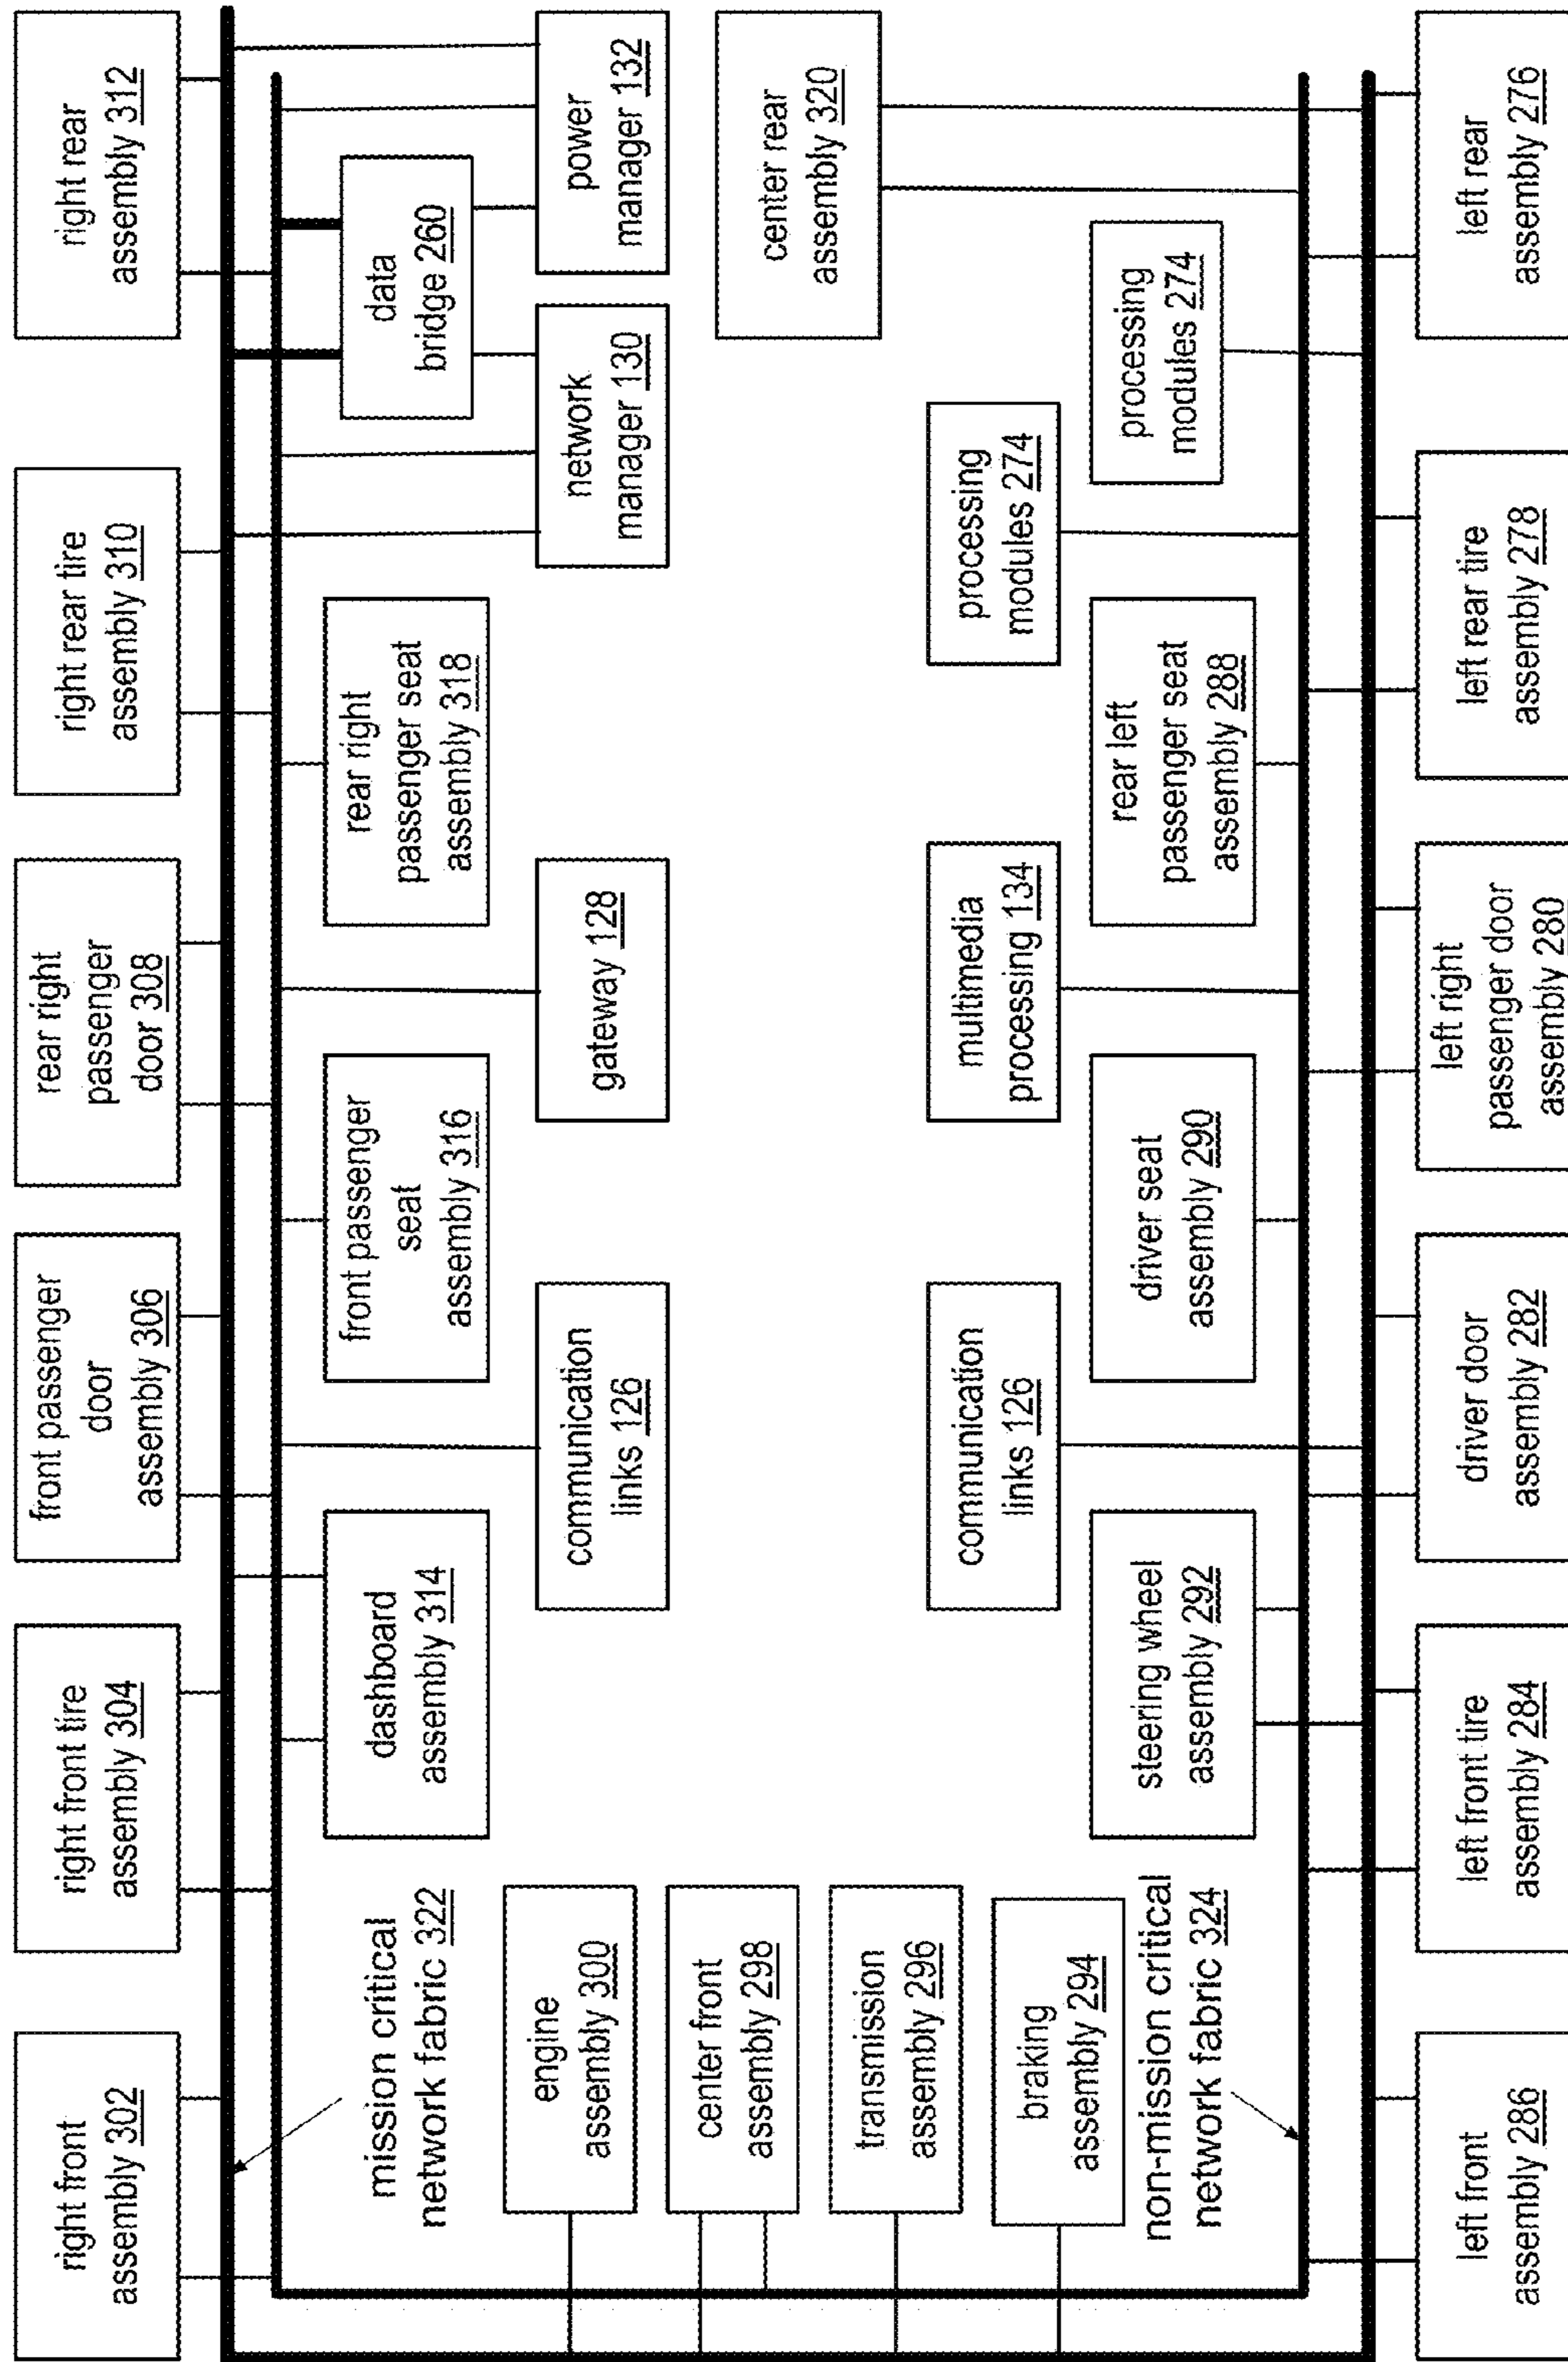 right front
assembly 302
right front tire
assembly 304
front passenger
door
assembly 306
rear right
passenger
door 308
right rear tire
assembly 310
right rear
assembly 312
mission critical
network fabric 322
dashboard
assembly 314
front passenger
seat
assembly 316
rear right
passenger seat
assembly 318
data
bridge 260
engine
assembly 300
communication
links 126
gateway 128
network
manager 130
power
manager 132
center front
assembly 298
center rear
assembly 320
transmission
assembly 296
communication
links 126
multimedia
processing 134
processing
modules 274
braking
assembly 294
non-mission critical
network fabric 324
steering wheel
assembly 292
driver seat
assembly 290
rear left
passenger seat
assembly 288
processing
modules 274
left front
assembly 286
left front tire
assembly 284
driver door
assembly 282
left right
passenger door
assembly 280
left rear tire
assembly 278
left rear
assembly 276